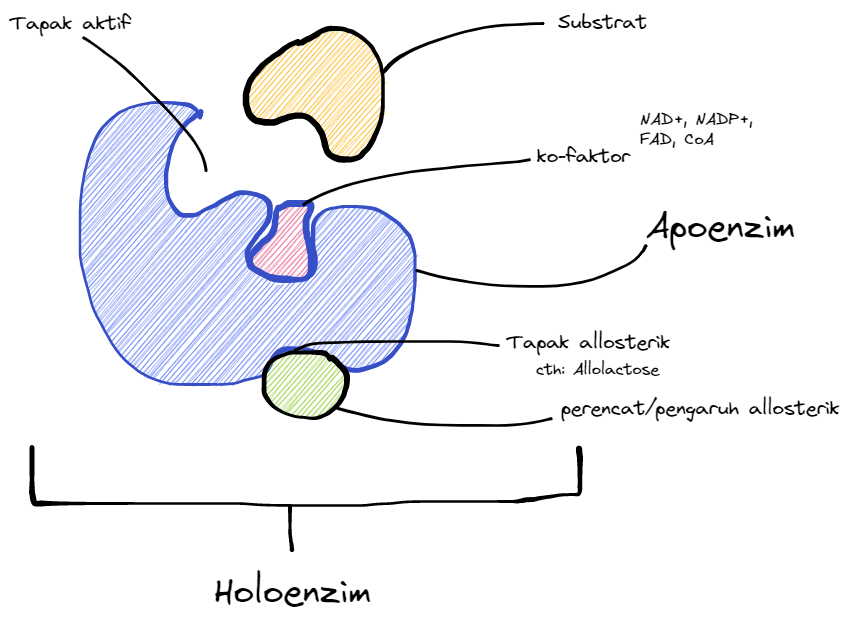 Tapak aktif
Substrat
NAD+, NADP+,
FAD, CoA
ko-faktor
Apoenzim
Tapak allosterik
cth: Allolactose
perencat/pengaruh allosterik
Holoenzim